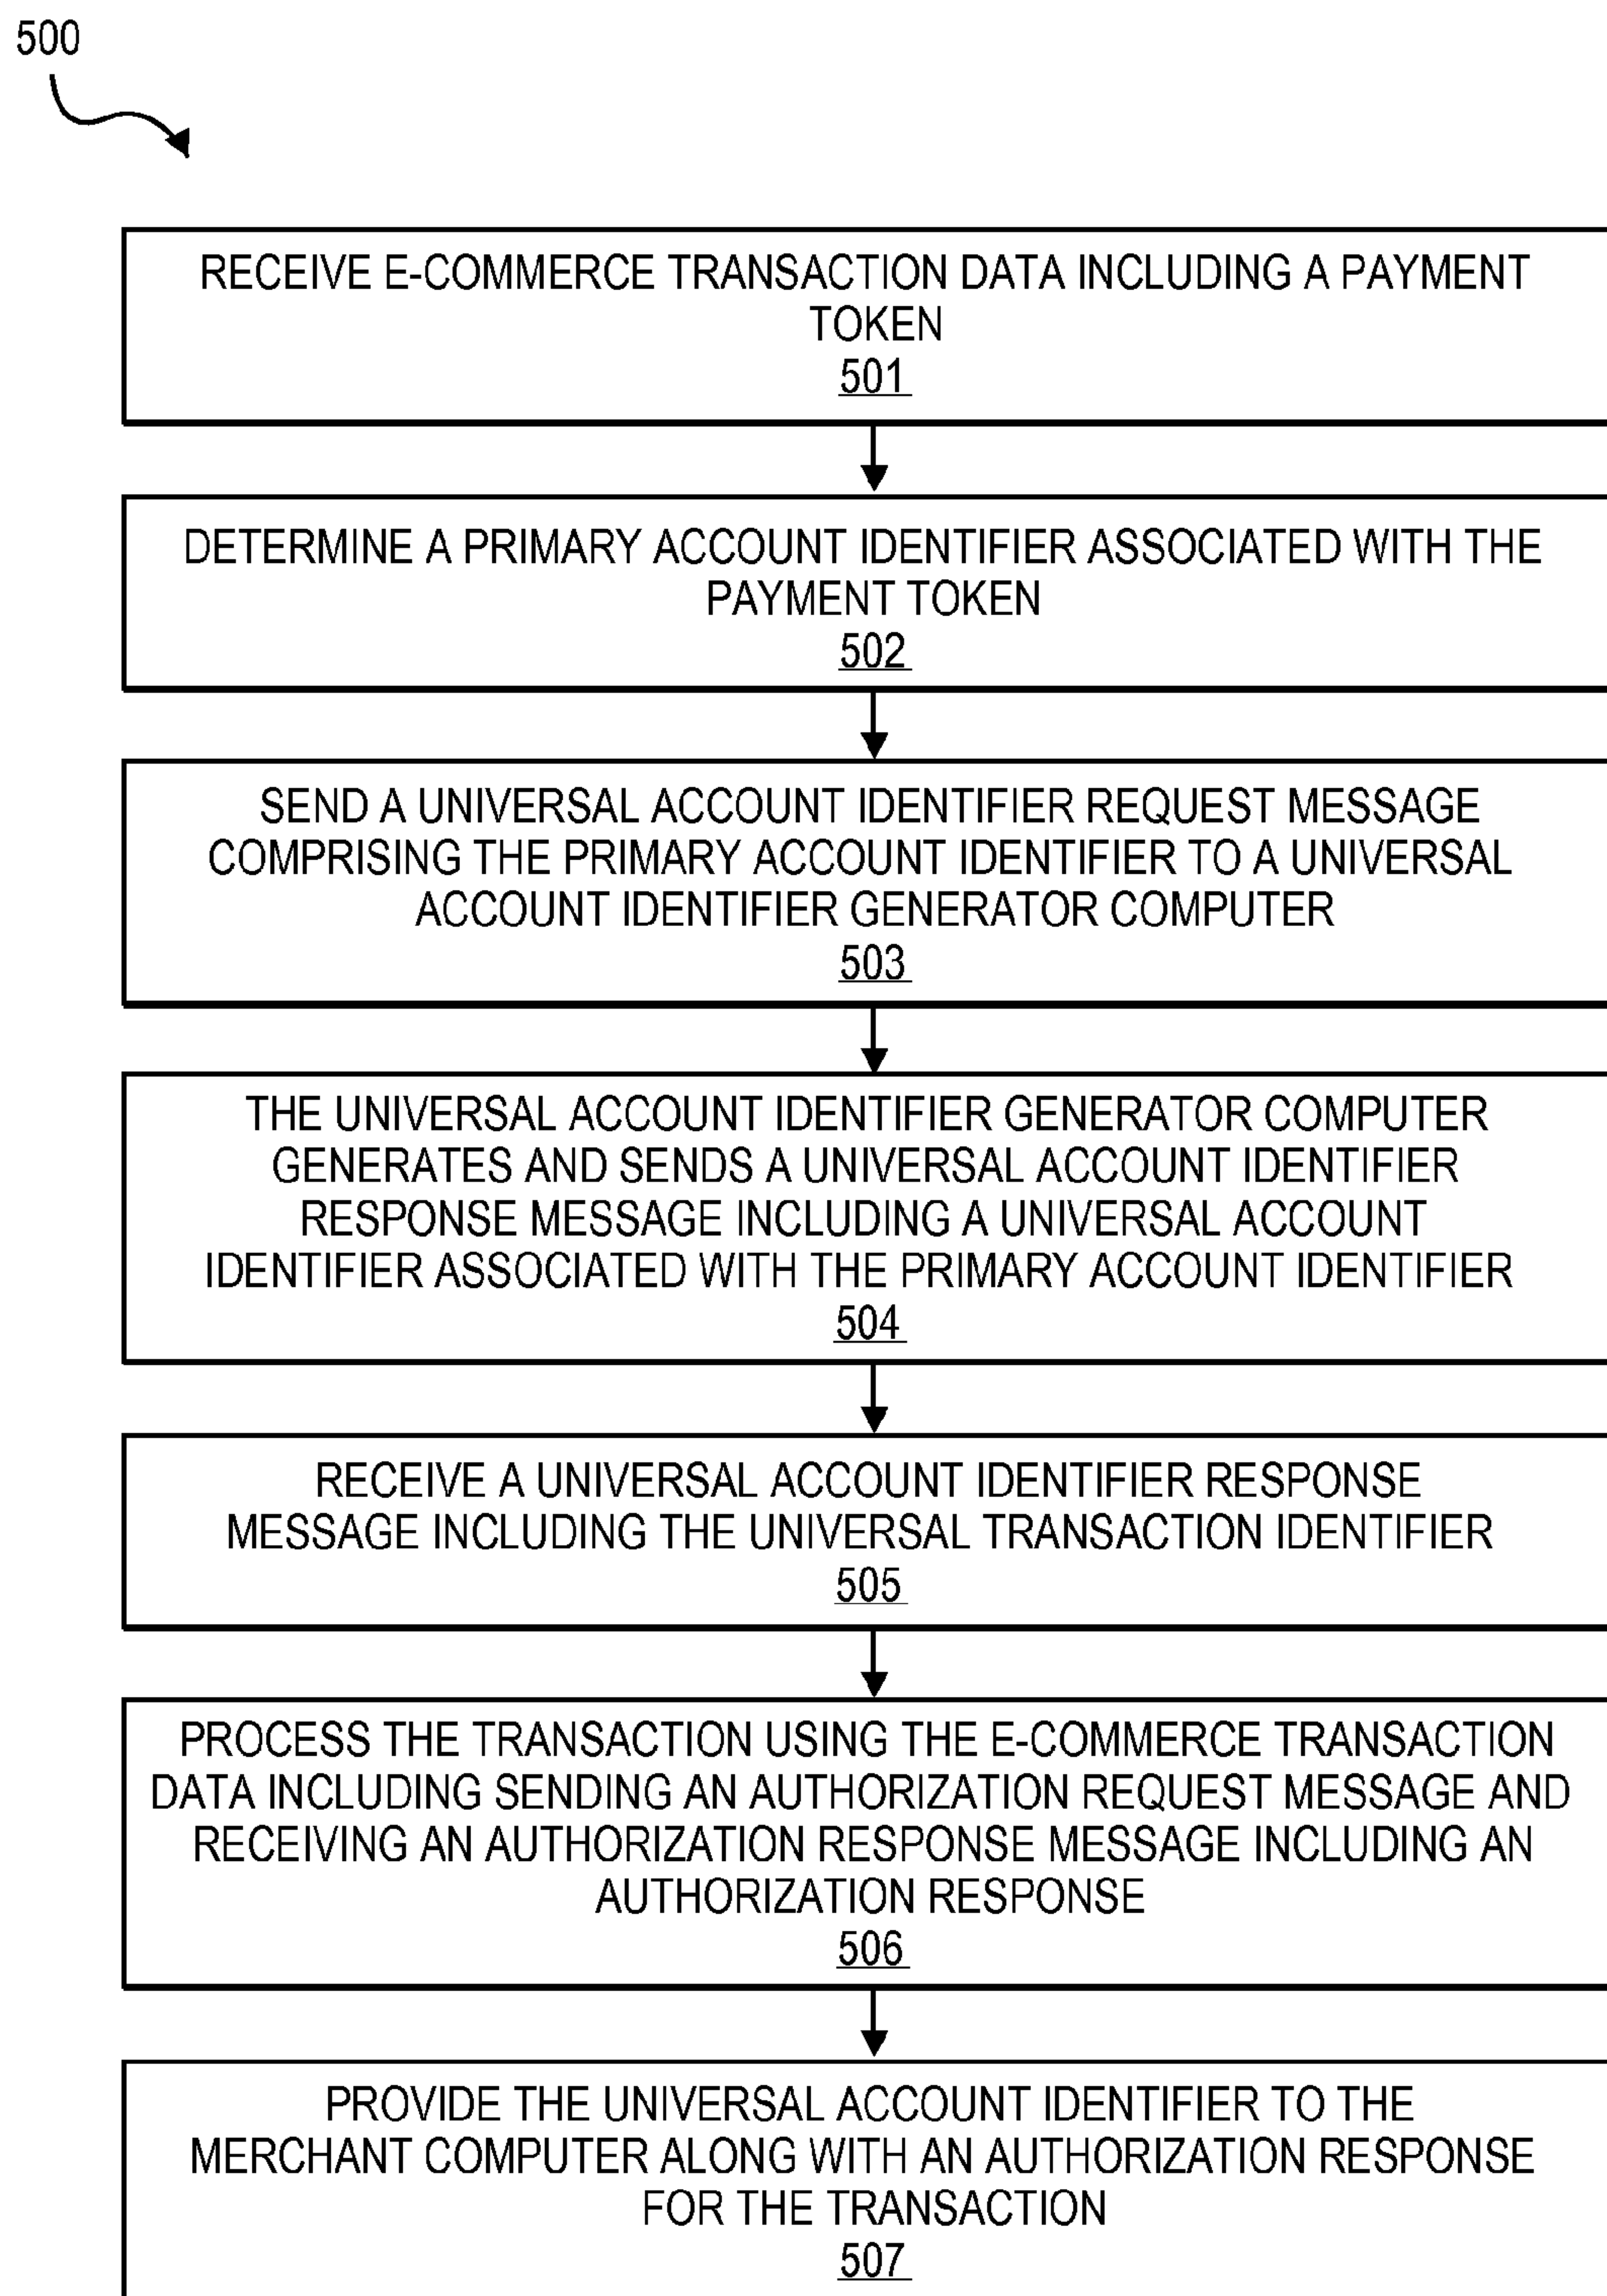 500
RECEIVE E-COMMERCE TRANSACTION DATA INCLUDING A PAYMENT
TOKEN
501
DETERMINE A PRIMARY ACCOUNT IDENTIFIER ASSOCIATED WITH THE
PAYMENT TOKEN
502
SEND A UNIVERSAL ACCOUNT IDENTIFIER REQUEST MESSAGE
COMPRISING THE PRIMARY ACCOUNT IDENTIFIER TO A UNIVERSAL
ACCOUNT IDENTIFIER GENERATOR COMPUTER
503
THE UNIVERSAL ACCOUNT IDENTIFIER GENERATOR COMPUTER
GENERATES AND SENDS A UNIVERSAL ACCOUNT IDENTIFIER
RESPONSE MESSAGE INCLUDING A UNIVERSAL ACCOUNT
IDENTIFIER ASSOCIATED WITH THE PRIMARY ACCOUNT IDENTIFIER
504
RECEIVE A UNIVERSAL ACCOUNT IDENTIFIER RESPONSE
MESSAGE INCLUDING THE UNIVERSAL TRANSACTION IDENTIFIER
505
PROCESS THE TRANSACTION USING THE E-COMMERCE TRANSACTION
DATA INCLUDING SENDING AN AUTHORIZATION REQUEST MESSAGE AND
RECEIVING AN AUTHORIZATION RESPONSE MESSAGE INCLUDING AN
AUTHORIZATION RESPONSE
506
PROVIDE THE UNIVERSAL ACCOUNT IDENTIFIER TO THE
MERCHANT COMPUTER ALONG WITH AN AUTHORIZATION RESPONSE
FOR THE TRANSACTION
507